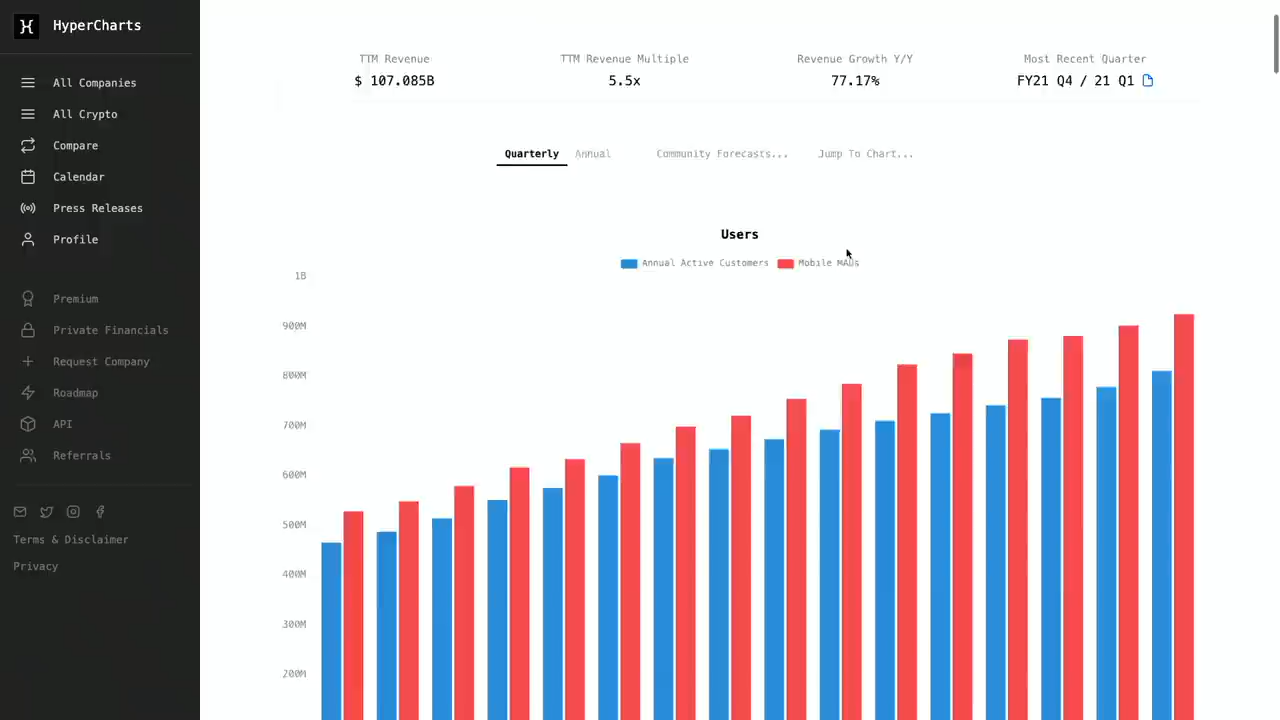 HyperCharts
All Companies
All Crypto
Compare
Calendar
Press Releases
Profile
Premium
Private Financials
Request Company
Roadmap
API
Referrals
Terms & Disclaimer
Privacy
TTM Revenue TTM Revenue Multiple Revenue Growth Y/Y Most Recent Quarter
$ 107.085B 5.5x 77.17% FY21 Q4 / 21 Q1
Quarterly Annual Community Forecasts... Jump To Chart...
Users
Annual Active Customers Mobile MAUs
1B
900M
800M
700M
600M
500M
400M
300M
200M